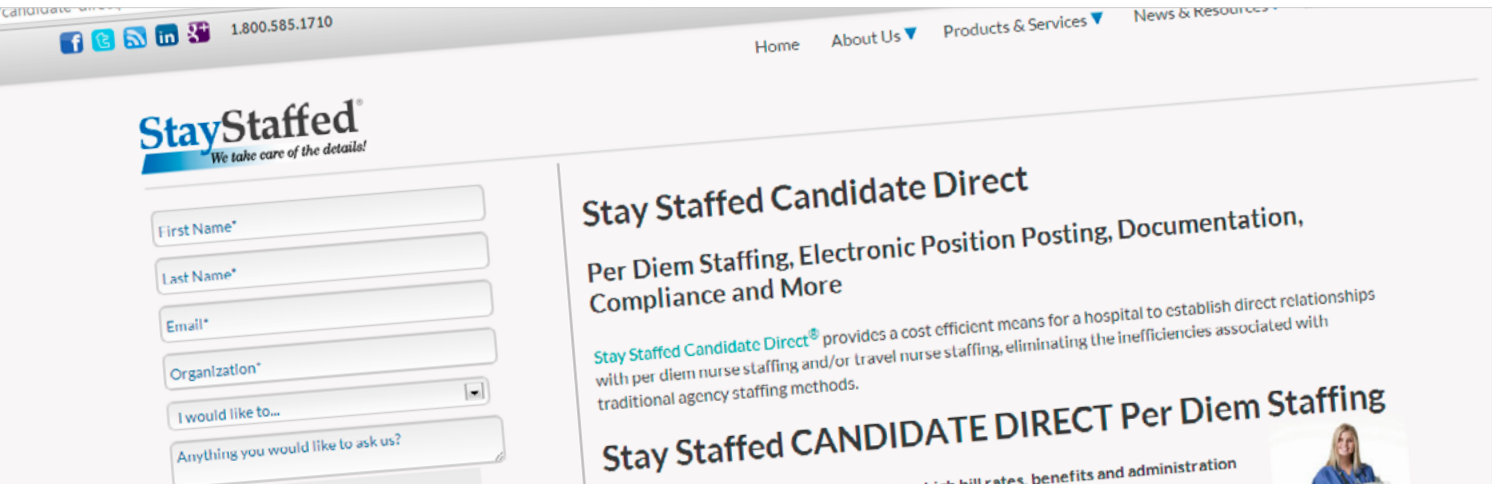 1.800.585.1710
Home About Us Products & Services News & Resources
StayStaffed®
We take care of the details!
First Name*
Last Name*
Email*
Organization*
I would like to...
Anything you would like to ask us?
Stay Staffed Candidate Direct
Per Diem Staffing, Electronic Position Posting, Documentation,
Compliance and More
Stay Staffed Candidate Direct® provides a cost efficient means for a hospital to establish direct relationships
with per diem nurse staffing and/or travel nurse staffing, eliminating the inefficiencies associated with
traditional agency staffing methods.
Stay Staffed CANDIDATE DIRECT Per Diem Staffing
bill rates, benefits and administration